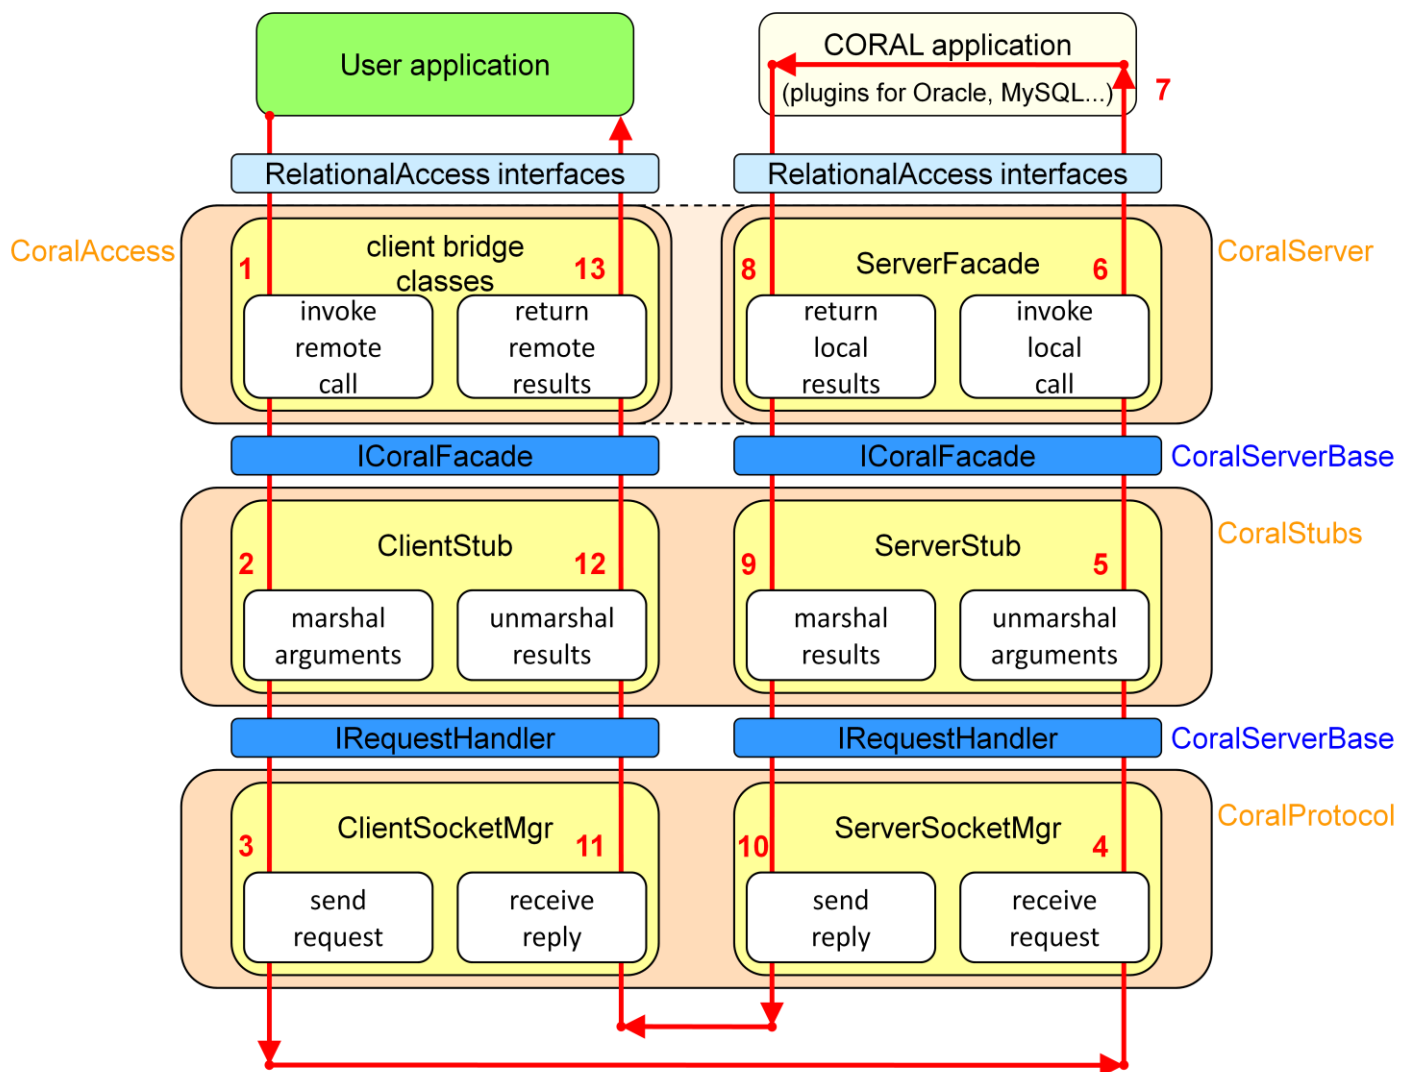 User application
CORAL application
(plugins for Oracle, MySQL...)
7
RelationalAccess interfaces
RelationalAccess interfaces
CoralAccess
1
client bridge
classes
13
invoke
remote
call
return
remote
results
8
ServerFacade
6
return
local
results
invoke
local
call
CoralServer
ICoralFacade
ICoralFacade
CoralServerBase
2
ClientStub
12
marshal
arguments
unmarshal
results
9
ServerStub
5
marshal
results
unmarshal
arguments
CoralStubs
IRequestHandler
IRequestHandler
CoralServerBase
3
ClientSocketMgr
11
send
request
receive
reply
10
ServerSocketMgr
4
send
reply
receive
request
CoralProtocol